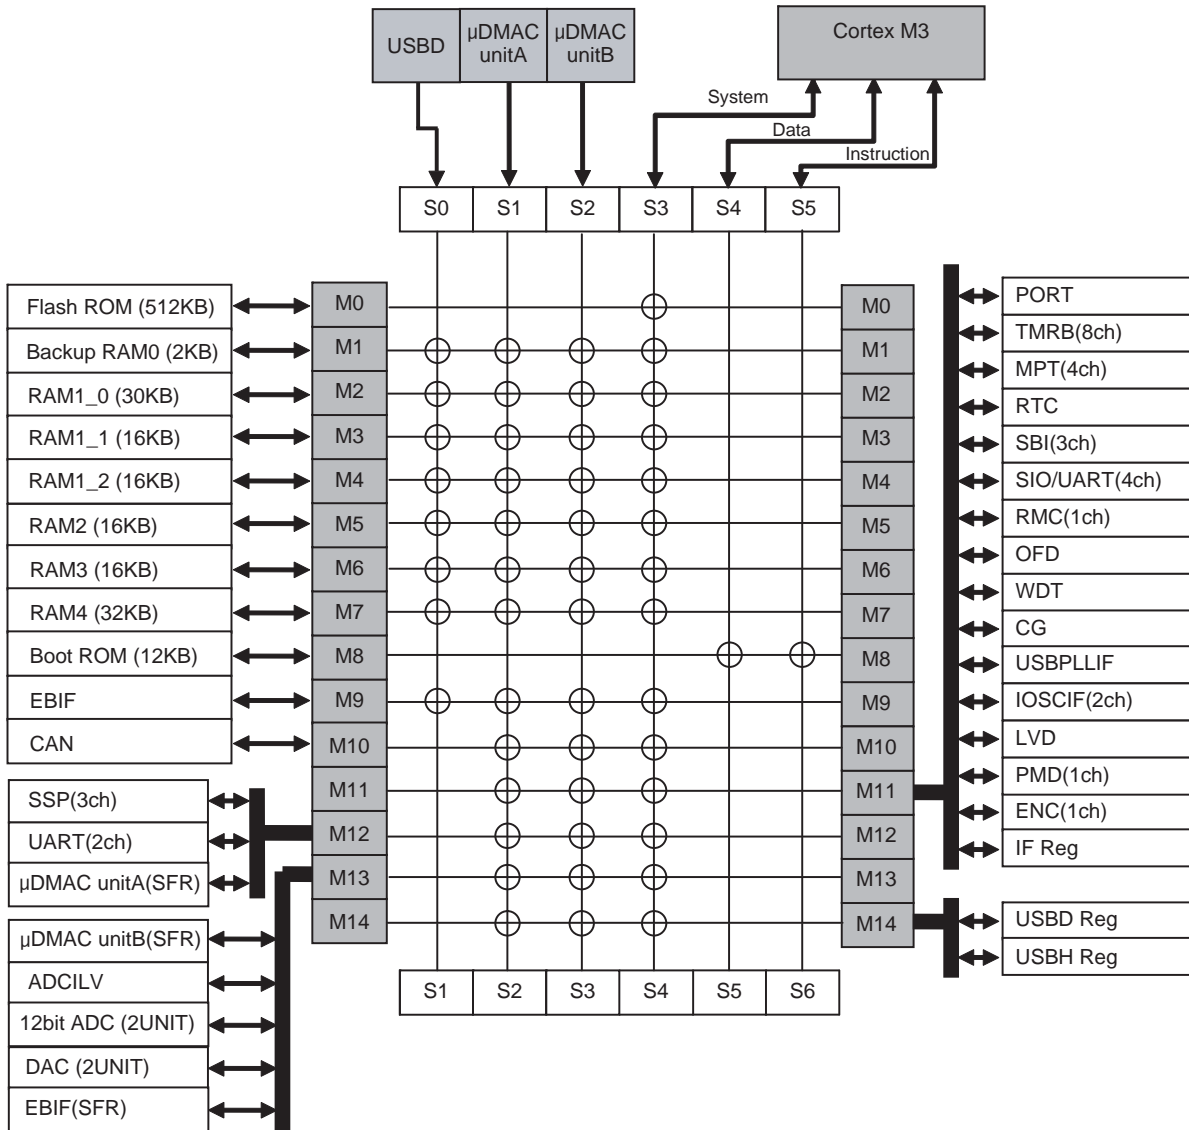 USBD
µDMAC
unitA
µDMAC
unitB
Cortex M3
System
Data
Instruction
S0
S1
S2
S3
S4
S5
Flash ROM (512KB)
Backup RAM0 (2KB)
RAM1_0 (30KB)
RAM1_1 (16KB)
RAM1_2 (16KB)
RAM2 (16KB)
RAM3 (16KB)
RAM4 (32KB)
Boot ROM (12KB)
EBIF
CAN
SSP(3ch)
UART(2ch)
µDMAC unitA(SFR)
µDMAC unitB(SFR)
ADCILV
12bit ADC (2UNIT)
DAC (2UNIT)
EBIF(SFR)
M0
M1
M2
M3
M4
M5
M6
M7
M8
M9
M10
M11
M12
M13
M14
M0
M1
M2
M3
M4
M5
M6
M7
M8
M9
M10
M11
M12
M13
M14
PORT
TMRB(8ch)
MPT(4ch)
RTC
SBI(3ch)
SIO/UART(4ch)
RMC(1ch)
OFD
WDT
CG
USBPLLIF
IOSCIF(2ch)
LVD
PMD(1ch)
ENC(1ch)
IF Reg
USBD Reg
USBH Reg
S1
S2
S3
S4
S5
S6